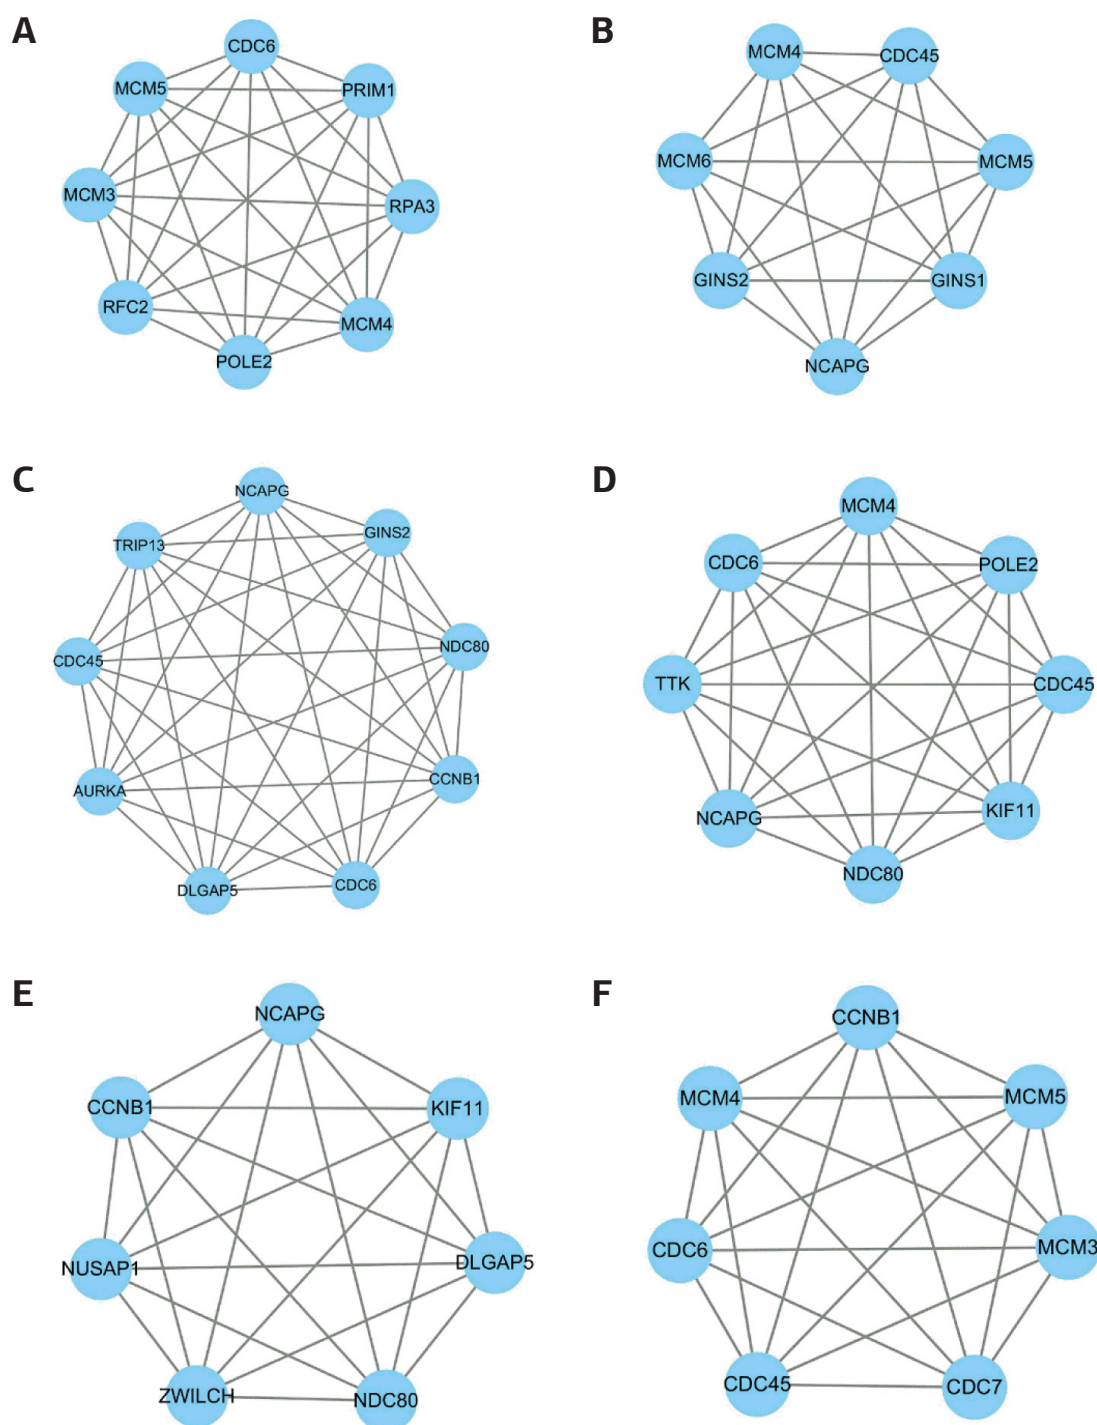 A
CDC6
MCM5
PRIM1
MCM3
RPA3
RFC2
MCM4
POLE2
B
MCM4
CDC45
MCM6
MCM5
GINS2
GINS1
NCAPG
C
NCAPG
GINS2
TRIP13
NDC80
CDC45
CCNB1
AURKA
DLGAP5
CDC6
D
MCM4
CDC6
POLE2
TTK
CDC45
NCAPG
KIF11
NDC80
E
NCAPG
CCNB1
KIF11
NUSAP1
DLGAP5
ZWILCH
NDC80
F
CCNB1
MCM4
MCM5
CDC6
MCM3
CDC45
CDC7